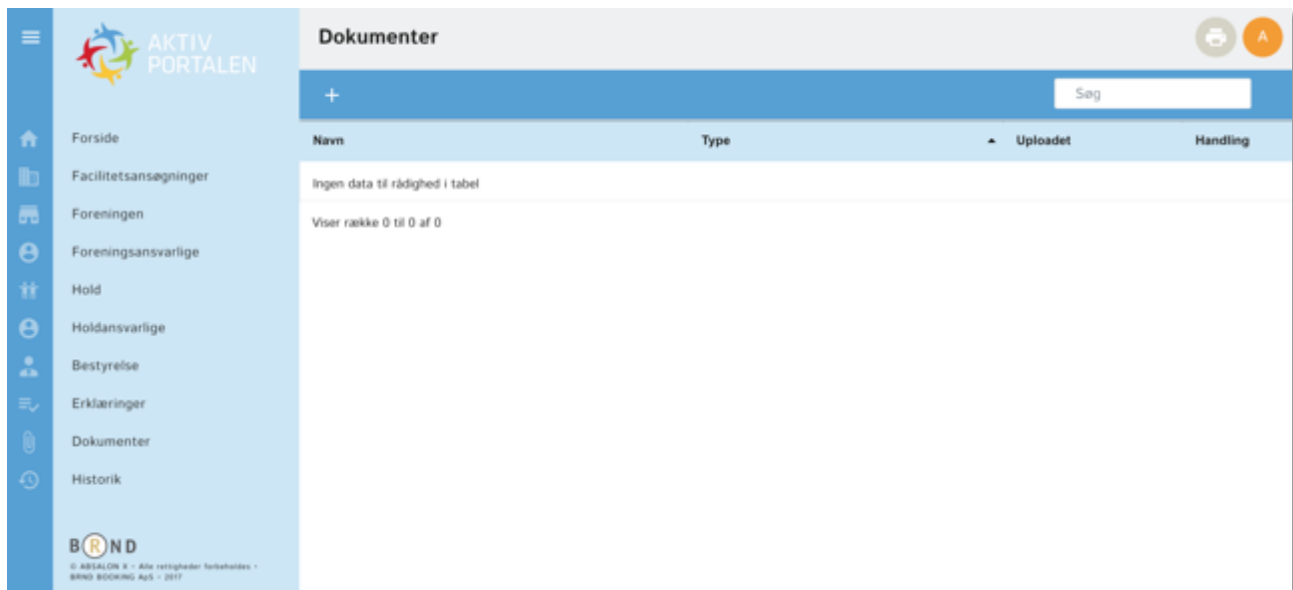 AKTIV
PORTALEN
Dokumenter
A
+
Søg
Navn Type Uploadet Handling
Ingen data til rådighed i tabel
Viser række 0 til 0 af 0
Forside
Facilitetsansøgninger
Foreningen
Foreningsansvarlige
Hold
Holdansvarlige
Bestyrelse
Erklæringer
Dokumenter
Historik
BRND
© ABSALON X - Alle rettigheder forbeholdes -
BRND BOOKING ApS - 2017